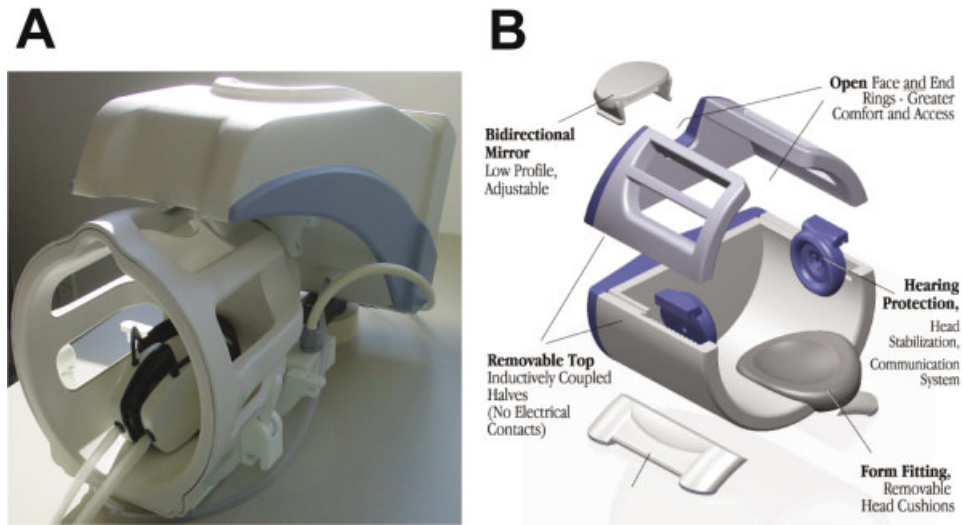 A
B
Open Face and End
Rings - Greater
Comfort and Access
Bidirectional
Mirror
Low Profile,
Adjustable
Hearing
Protection,
Head
Stabilization,
Communication
System
Removable Top
Inductively Coupled
Halves
(No Electrical
Contacts)
Form Fitting,
Removable
Head Cushions